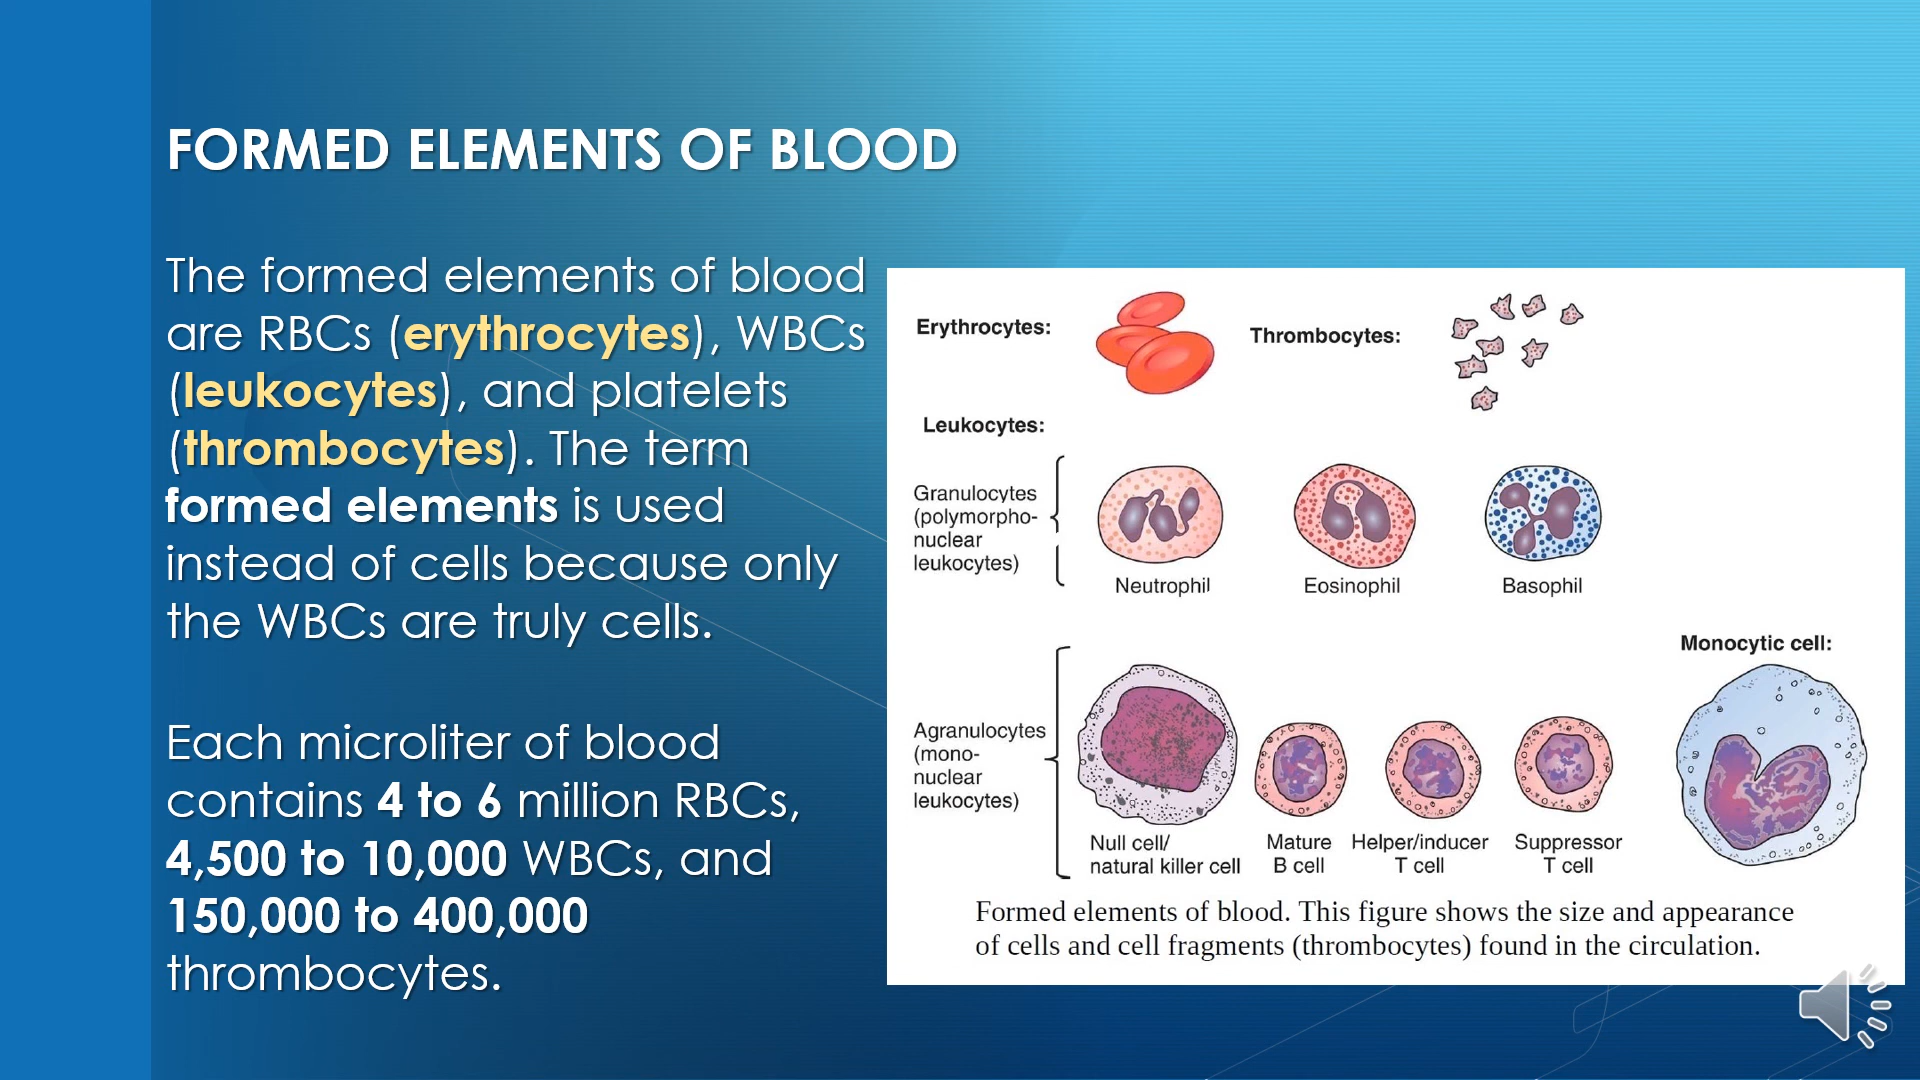 FORMED ELEMENTS OF BLOOD
The formed elements of blood
are RBCs (erythrocytes), WBCs
(leukocytes), and platelets
(thrombocytes). The term
formed elements is used
instead of cells because only
the WBCs are truly cells.
Each microliter of blood
contains 4 to 6 million RBCs,
4,500 to 10,000 WBCs, and
150,000 to 400,000
thrombocytes.
Erythrocytes:
Thrombocytes:
Leukocytes:
Granulocytes
(polymorpho-
nuclear
leukocytes)
Neutrophil
Eosinophil
Basophil
Monocytic cell:
Agranulocytes
(mono-
nuclear
leukocytes)
Null cell/
natural killer cell
Mature
B cell
Helper/inducer
T cell
Suppressor
T cell
Formed elements of blood. This figure shows the size and appearance
of cells and cell fragments (thrombocytes) found in the circulation.